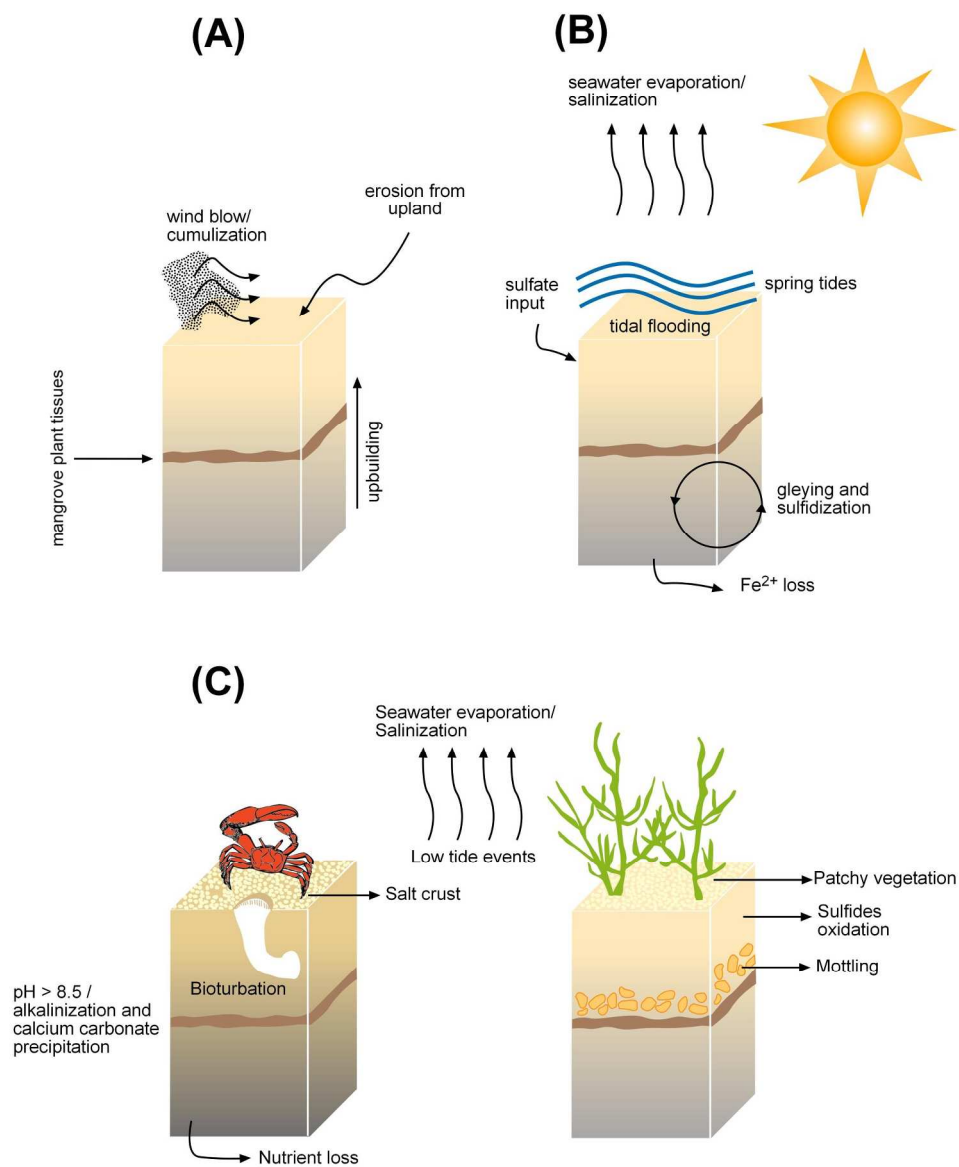 (A)
wind blow/
cumulization
erosion from
upland
mangrove plant tissues
upbuilding
(B)
seawater evaporation/
salinization
sulfate
input
spring tides
tidal flooding
gleying and
sulfidization
Fe²⁺ loss
(C)
Seawater evaporation/
Salinization
Low tide events
Salt crust
Bioturbation
pH > 8.5 /
alkalinization and
calcium carbonate
precipitation
Nutrient loss
Patchy vegetation
Sulfides
oxidation
Mottling